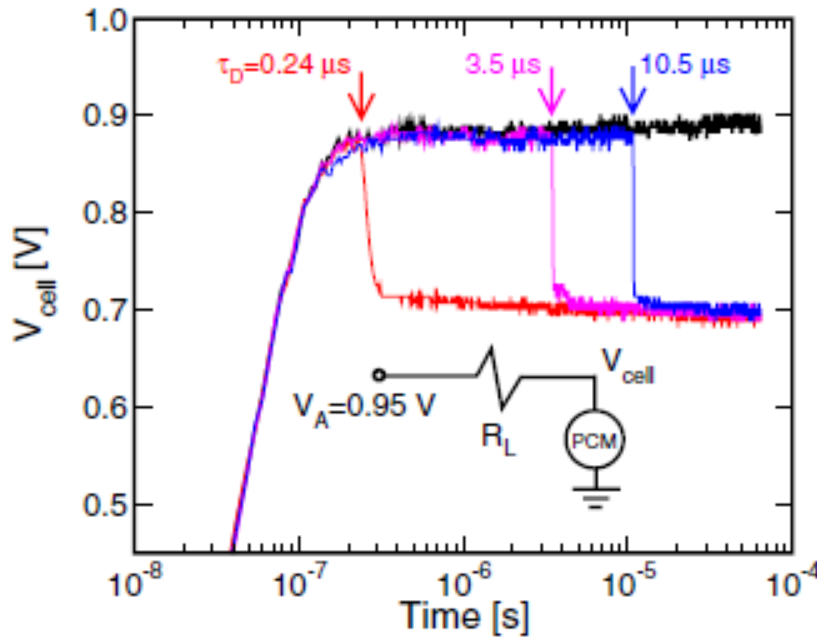 1.0
0.9
0.8
0.7
0.6
0.5
V_cell [V]
τ_D=0.24 μs
3.5 μs
10.5 μs
V_A=0.95 V
R_L
V_cell
PCM
10^-8
10^-7
10^-6
10^-5
10^-4
Time [s]